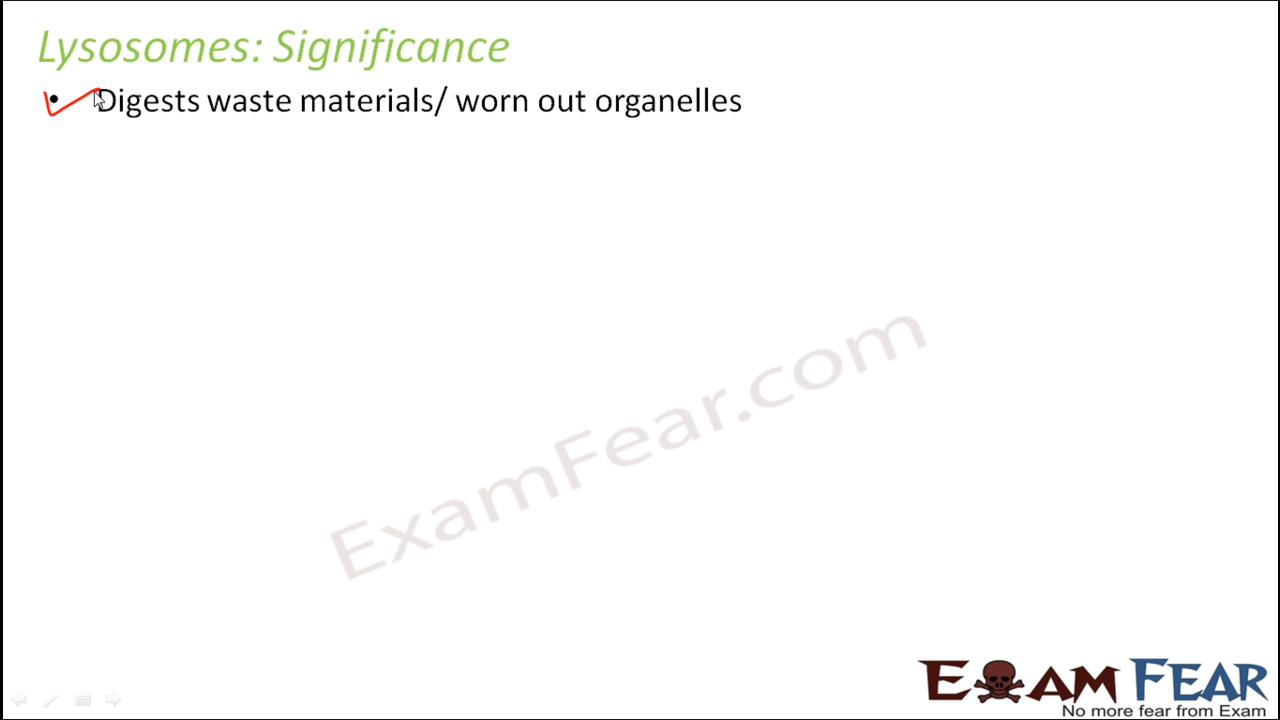 Lysosomes: Significance
• Digests waste materials/ worn out organelles
ExamFear.com
EXAM FEAR
No more fear from Exam